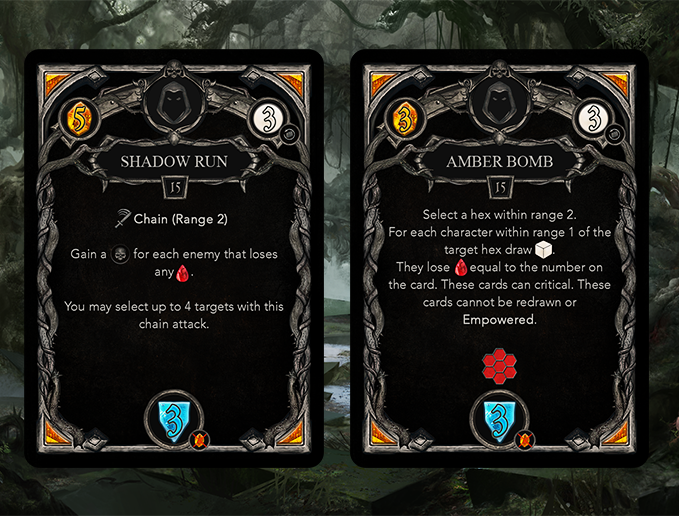 5
3
SHADOW RUN
15
Chain (Range 2)
Gain a for each enemy that loses
any .
You may select up to 4 targets with this
chain attack.
3
3
3
AMBER BOMB
15
Select a hex within range 2.
For each character within range 1 of the
target hex draw .
They lose equal to the number on
the card. These cards can critical. These
cards cannot be redrawn or
Empowered.
3